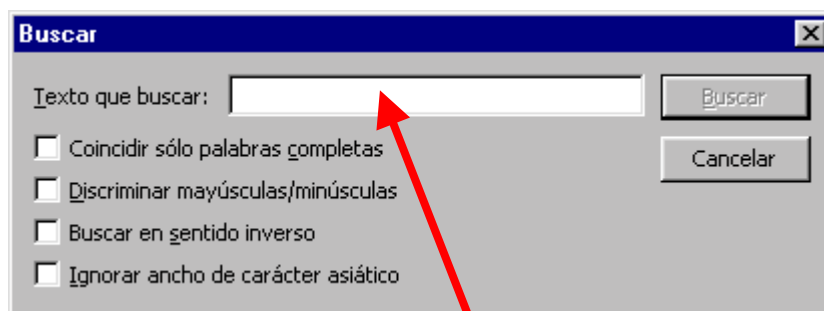 Buscar
Texto que buscar:
Buscar
Coincidir sólo palabras completas
Cancelar
Discriminar mayúsculas/minúsculas
Buscar en sentido inverso
Ignorar ancho de carácter asiático